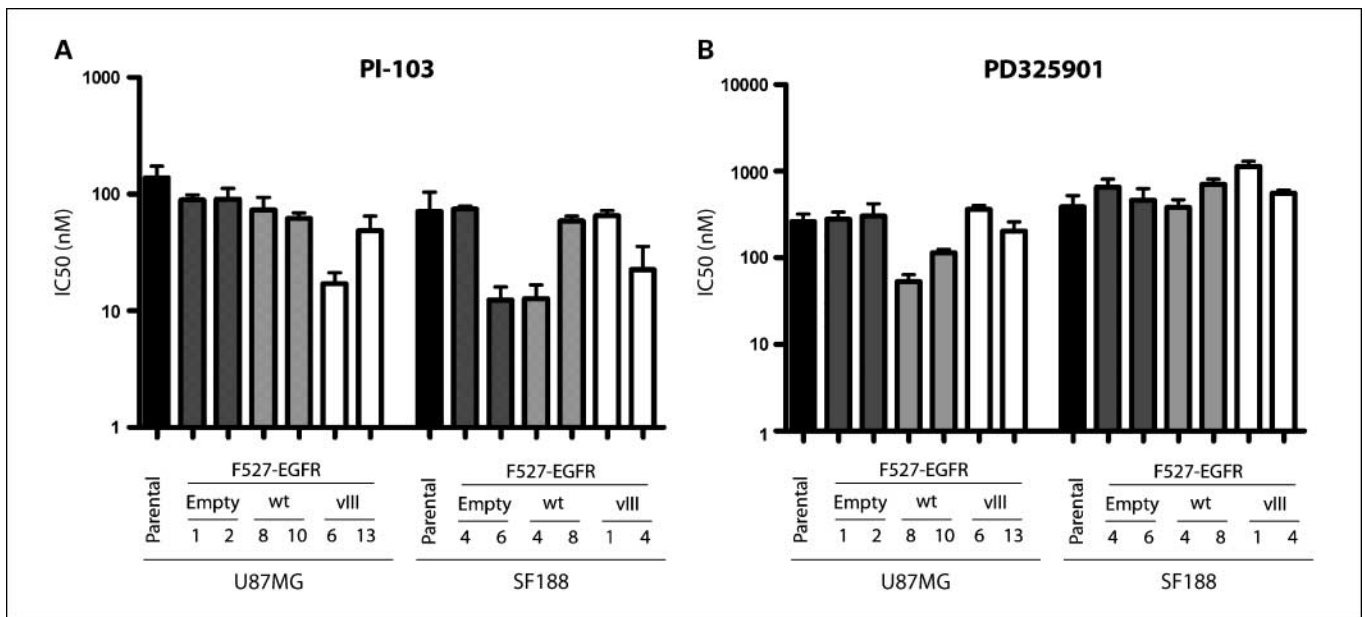 A
PI-103
1000
100
10
1
IC50 (nM)
Parental
F527-EGFR
Empty wt vIII
1 2 8 10 6 13
U87MG
Parental
F527-EGFR
Empty wt vIII
4 6 4 8 1 4
SF188
B
PD325901
10000
1000
100
10
1
IC50 (nM)
Parental
F527-EGFR
Empty wt vIII
1 2 8 10 6 13
U87MG
Parental
F527-EGFR
Empty wt vIII
4 6 4 8 1 4
SF188